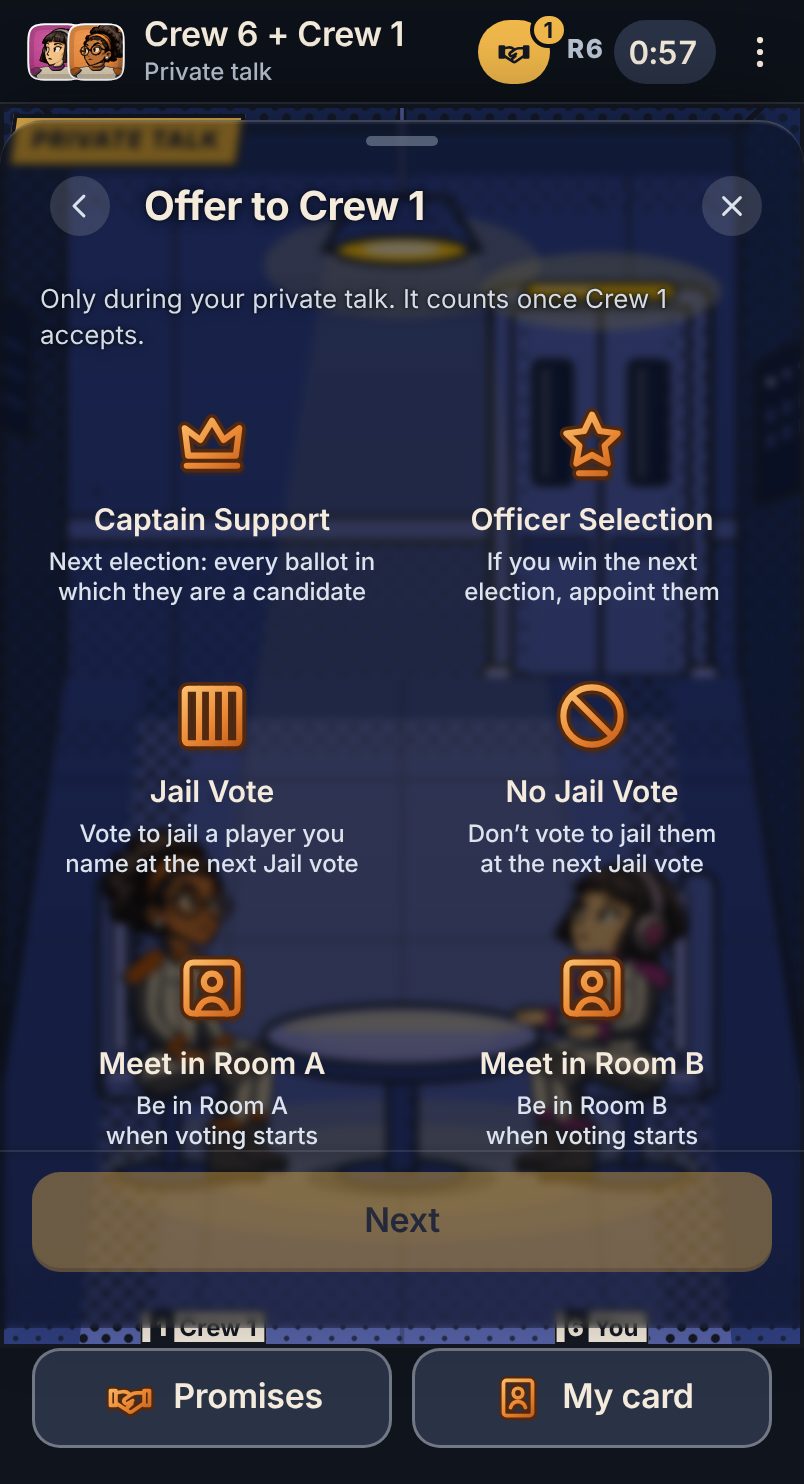 Crew 6 + Crew 1
Private talk
1
R6
0:57
PRIVATE TALK
Offer to Crew 1
Only during your private talk. It counts once Crew 1
accepts.
Captain Support
Next election: every ballot in
which they are a candidate
Officer Selection
If you win the next
election, appoint them
Jail Vote
Vote to jail a player you
name at the next Jail vote
No Jail Vote
Don’t vote to jail them
at the next Jail vote
Meet in Room A
Be in Room A
when voting starts
Meet in Room B
Be in Room B
when voting starts
Next
1 Crew 1
6 You
Promises
My card